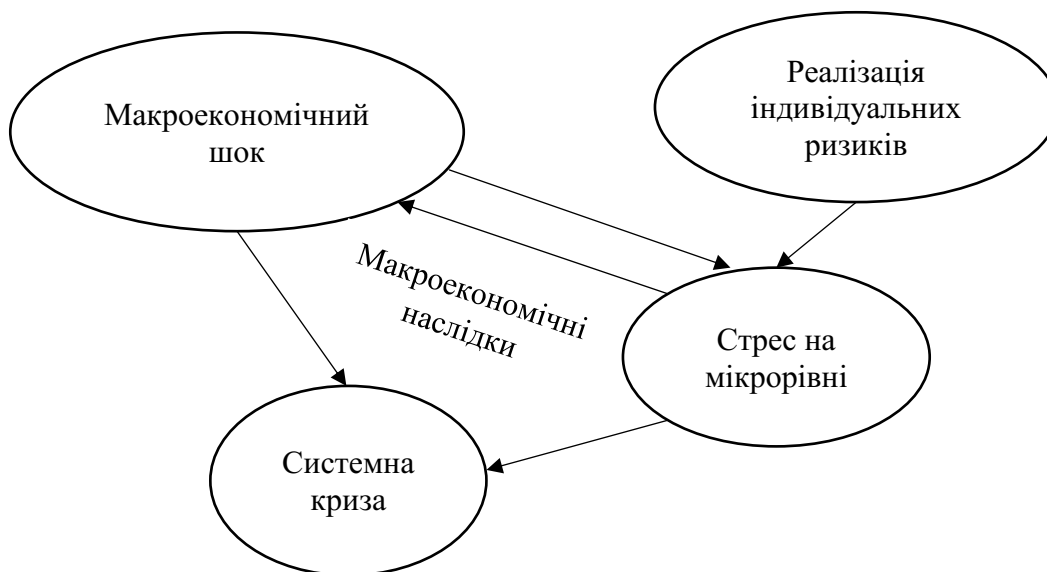 Макроекономічний
шок
Реалізація
індивідуальних
ризиків
Макроекономічні
наслідки
Стрес на
мікрорівні
Системна
криза